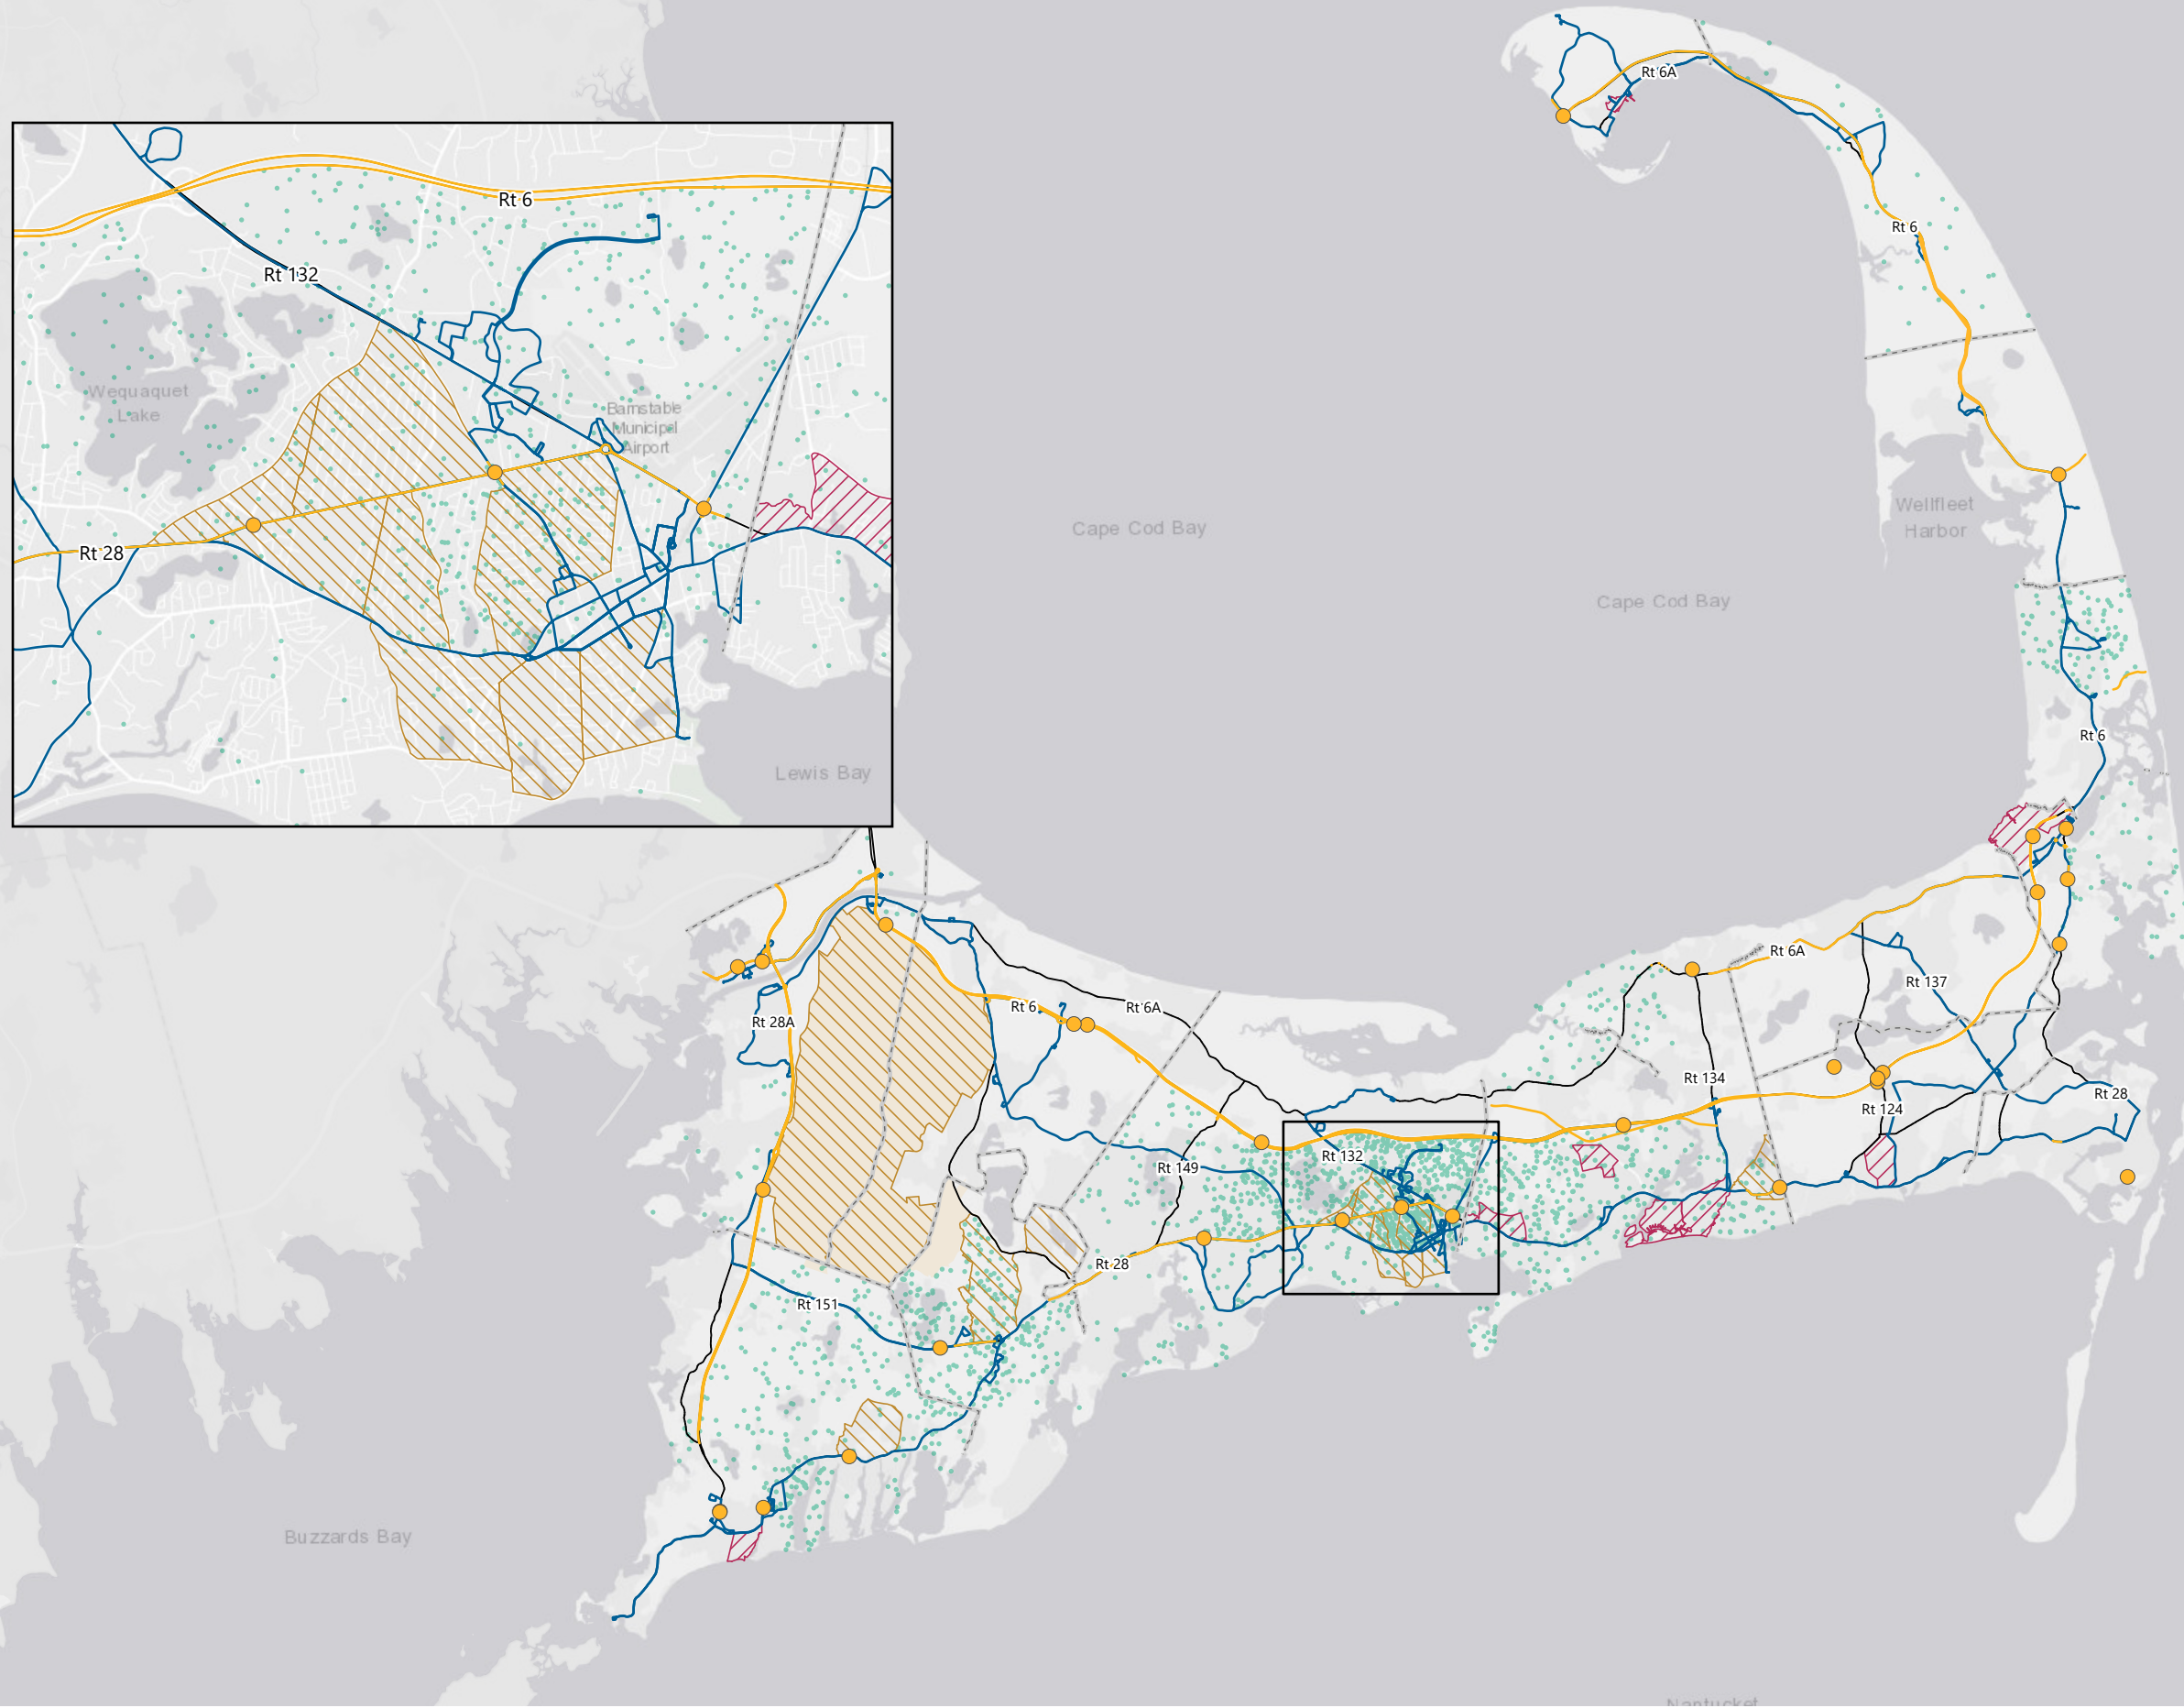 Rt 6A
Rt 6
Rt 6
Rt 132
Wequaquet
Lake
Barnstable
Municipal
Airport
Rt 28
Lewis Bay
Cape Cod Bay
Wellfleet
Harbor
Cape Cod Bay
Rt 6
Rt 6A
Rt 137
Rt 28A
Rt 6
Rt 6A
Rt 134
Rt 28
Rt 124
Rt 132
Rt 149
Rt 28
Rt 151
Buzzards Bay
Nantucket